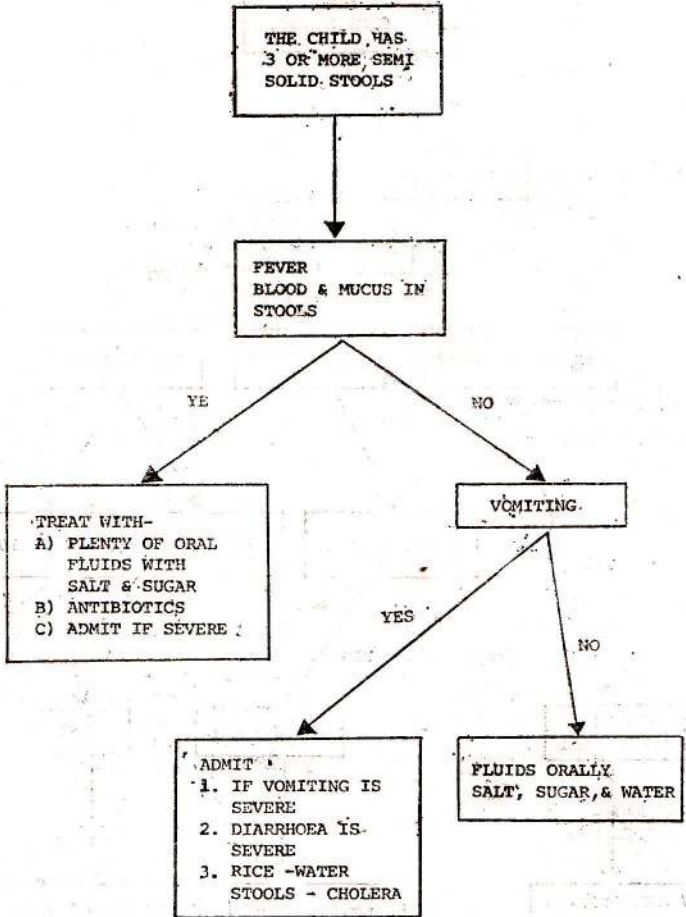 THE CHILD HAS
3 OR MORE SEMI
SOLID STOOLS
FEVER
BLOOD & MUCUS IN
STOOLS
YE
NO
TREAT WITH-
A) PLENTY OF ORAL
FLUIDS WITH
SALT & SUGAR
B) ANTIBIOTICS
C) ADMIT IF SEVERE
VOMITING
YES
NO
ADMIT
1. IF VOMITING IS
SEVERE
2. DIARRHOEA IS
SEVERE
3. RICE -WATER
STOOLS - CHOLERA
FLUIDS ORALLY
SALT, SUGAR, & WATER